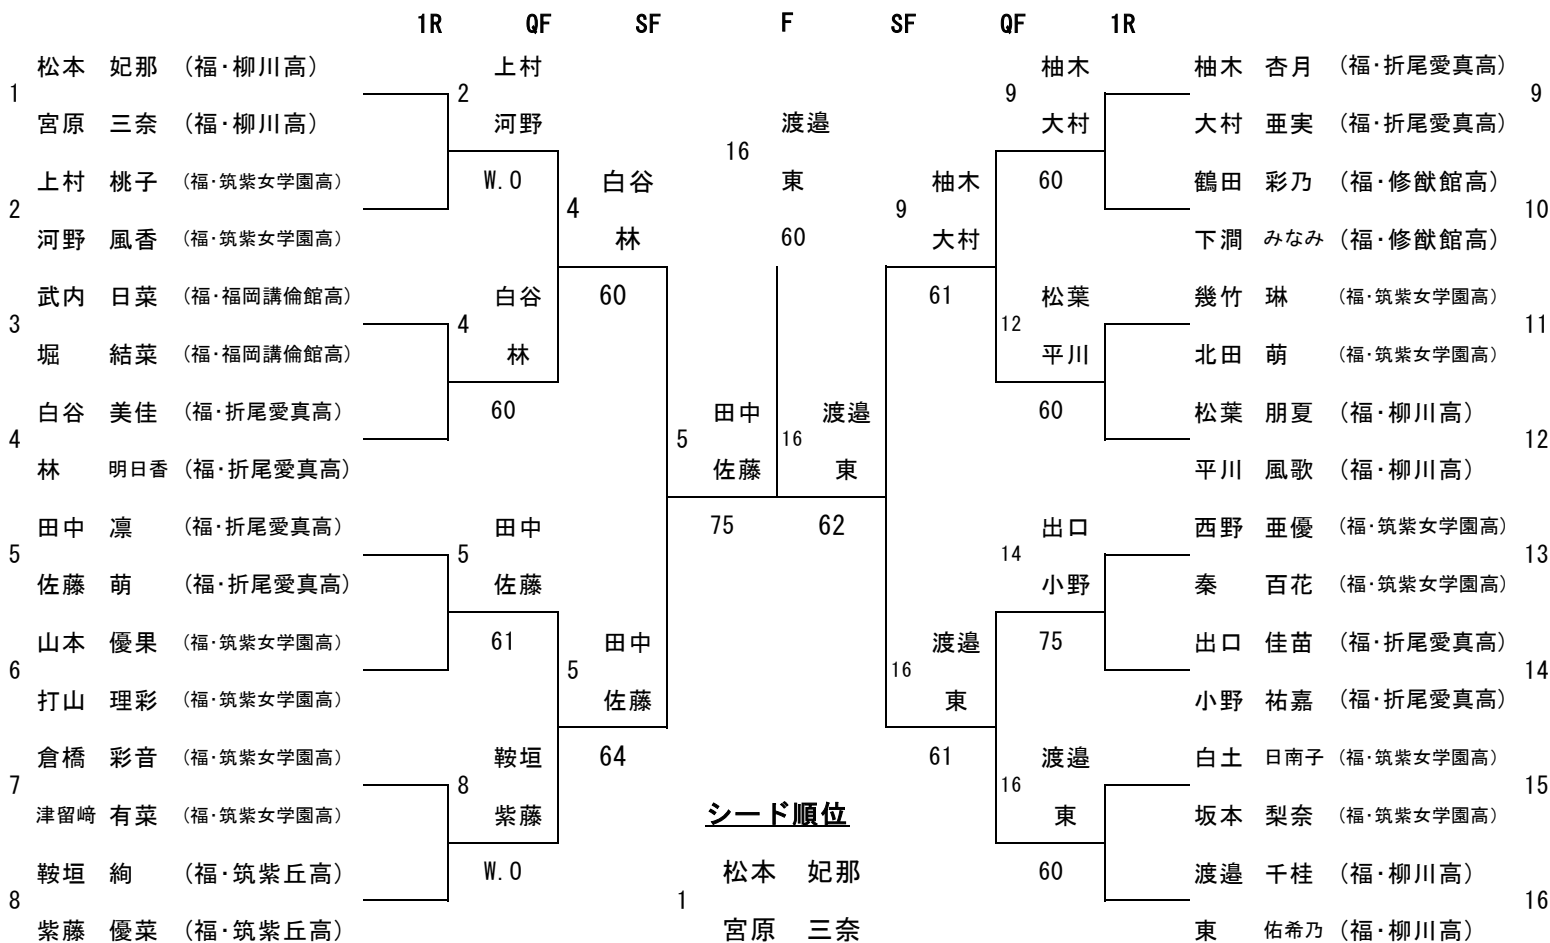 1R QF SF F SF QF 1R
松本 妃那 (福・柳川高) 上村 柚木 柚木 杏月 (福・折尾愛真高)
1 2 9 9
宮原 三奈 (福・柳川高) 河野 渡邉 大村 大村 亜実 (福・折尾愛真高)
16
上村 桃子 (福・筑紫女学園高) W.O 白谷 東 柚木 60 鶴田 彩乃 (福・修猷館高)
2 4 9 10
河野 風香 (福・筑紫女学園高) 林 60 大村 下澗 みなみ (福・修猷館高)
武内 日菜 (福・福岡講倫館高) 白谷 60 61 松葉 幾竹 琳 (福・筑紫女学園高)
3 4 12 11
堀 結菜 (福・福岡講倫館高) 林 平川 北田 萌 (福・筑紫女学園高)
白谷 美佳 (福・折尾愛真高) 60 田中 渡邉 60 松葉 朋夏 (福・柳川高)
4 5 16 12
林 明日香 (福・折尾愛真高) 佐藤 東 平川 風歌 (福・柳川高)
田中 凛 (福・折尾愛真高) 田中 75 62 出口 西野 亜優 (福・筑紫女学園高)
5 5 14 13
佐藤 萌 (福・折尾愛真高) 佐藤 小野 秦 百花 (福・筑紫女学園高)
山本 優果 (福・筑紫女学園高) 61 田中 渡邉 75 出口 佳苗 (福・折尾愛真高)
6 5 16 14
打山 理彩 (福・筑紫女学園高) 佐藤 東 小野 祐嘉 (福・折尾愛真高)
倉橋 彩音 (福・筑紫女学園高) 鞍垣 64 61 渡邉 白土 日南子 (福・筑紫女学園高)
7 8 16 15
津留﨑 有菜 (福・筑紫女学園高) 紫藤 シード順位 東 坂本 梨奈 (福・筑紫女学園高)
鞍垣 絢 (福・筑紫丘高) W.O 松本 妃那 60 渡邉 千桂 (福・柳川高)
8 1 16
紫藤 優菜 (福・筑紫丘高) 宮原 三奈 東 佑希乃 (福・柳川高)